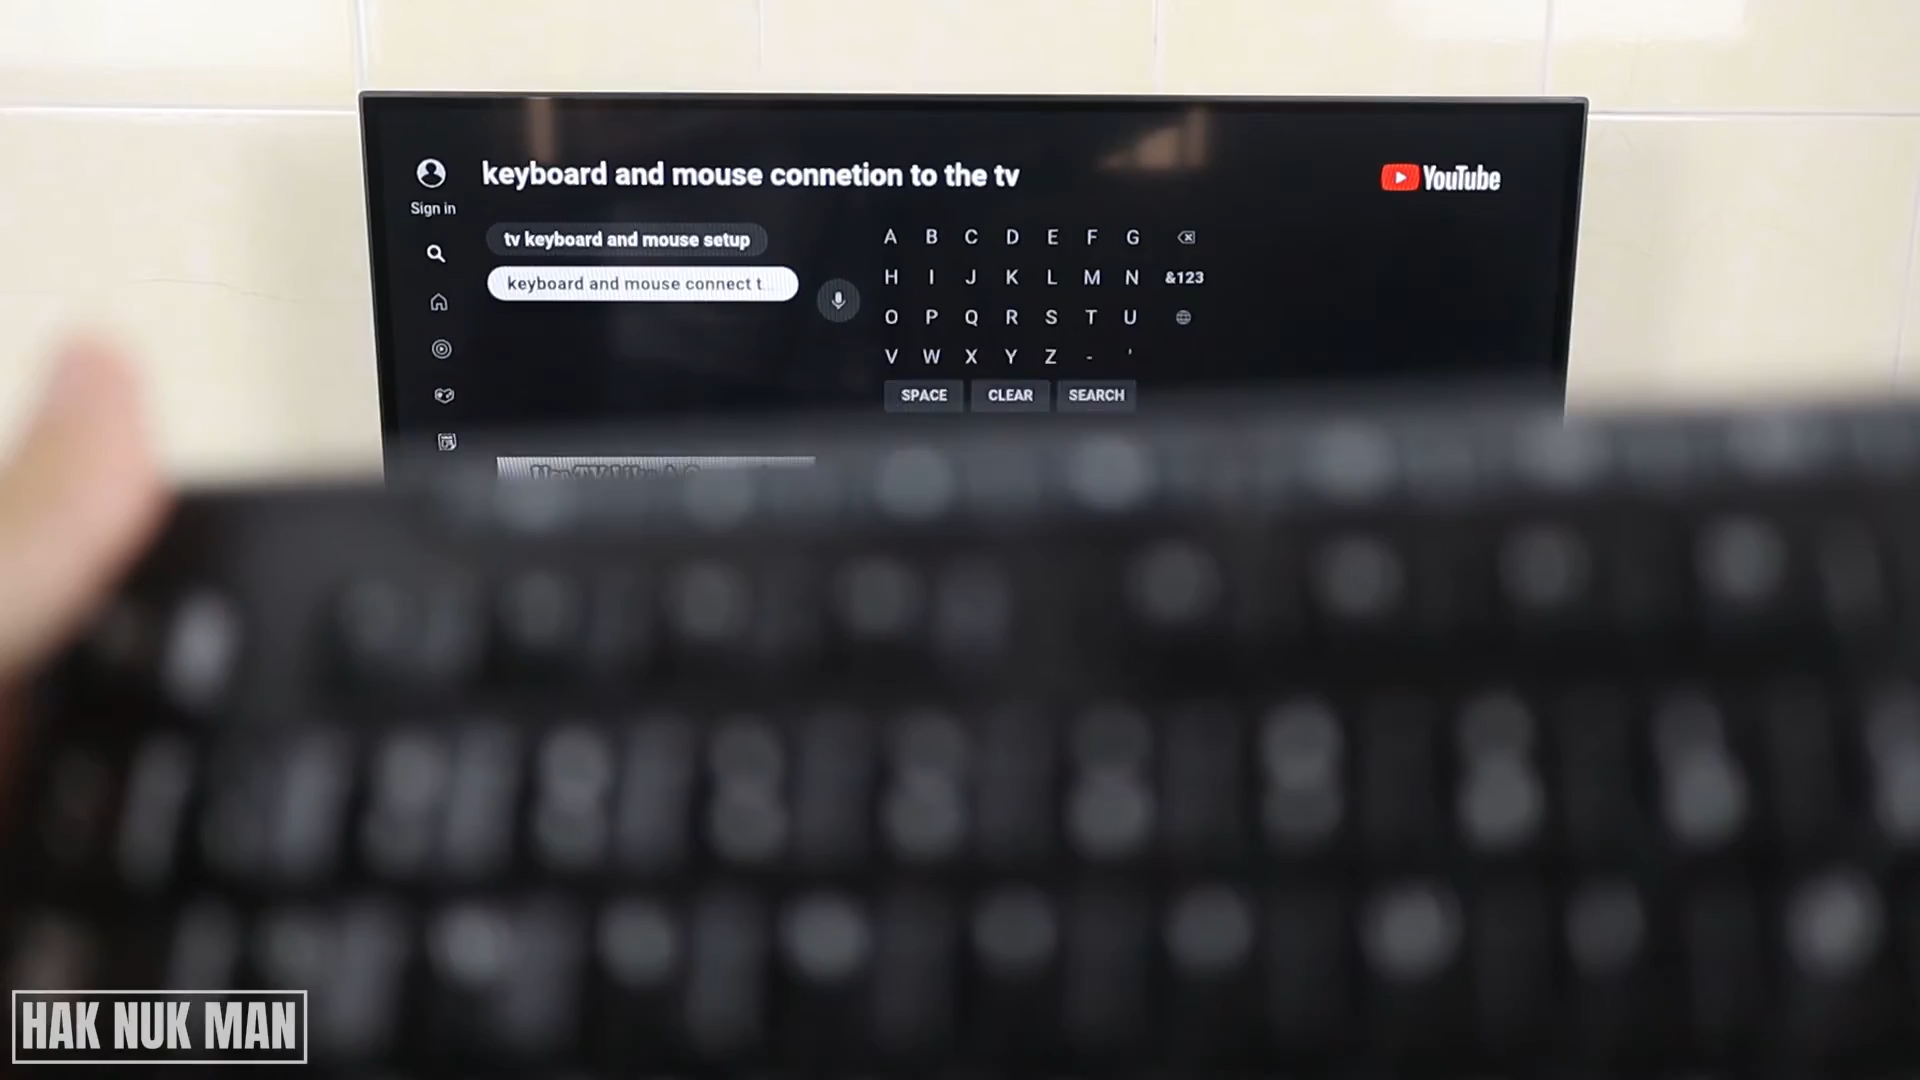 keyboard and mouse connetion to the tv
YouTube
Sign in
tv keyboard and mouse setup
keyboard and mouse connect t...
A B C D E F G
H I J K L M N &123
O P Q R S T U
V W X Y Z - '
SPACE CLEAR SEARCH
HAK NUK MAN